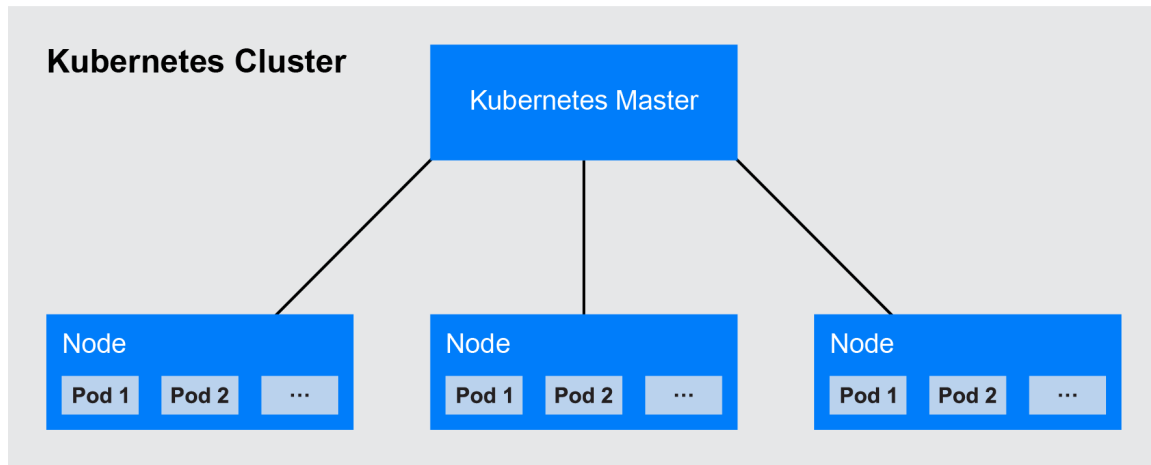 Kubernetes Cluster
Kubernetes Master
Node
Pod 1
Pod 2
...
Node
Pod 1
Pod 2
...
Node
Pod 1
Pod 2
...